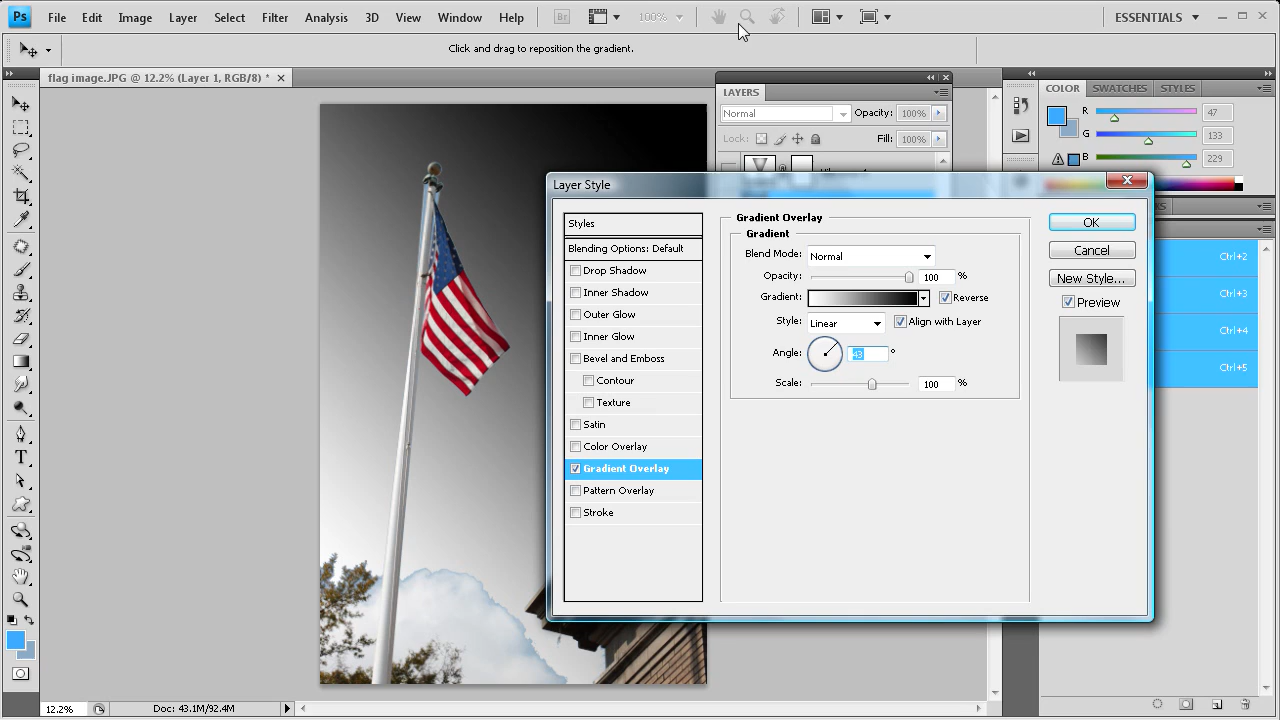 Ps File Edit Image Layer Select Filter Analysis 3D View Window Help Br 100% ESSENTIALS
Click and drag to reposition the gradient.
flag image.JPG @ 12.2% (Layer 1, RGB/8) *
LAYERS
Normal Opacity: 100%
Lock: Fill: 100%
COLOR SWATCHES STYLES
R 47
G 133
B 229
Layer Style
Styles
Blending Options: Default
Drop Shadow
Inner Shadow
Outer Glow
Inner Glow
Bevel and Emboss
Contour
Texture
Satin
Color Overlay
Gradient Overlay
Pattern Overlay
Stroke
Gradient Overlay
Gradient
Blend Mode: Normal
Opacity: 100 %
Gradient: Reverse
Style: Linear Align with Layer
Angle: 43 °
Scale: 100 %
OK
Cancel
New Style...
Preview
Ctrl+2
Ctrl+3
Ctrl+4
Ctrl+5
T
12.2% Doc: 43.1M/92.4M